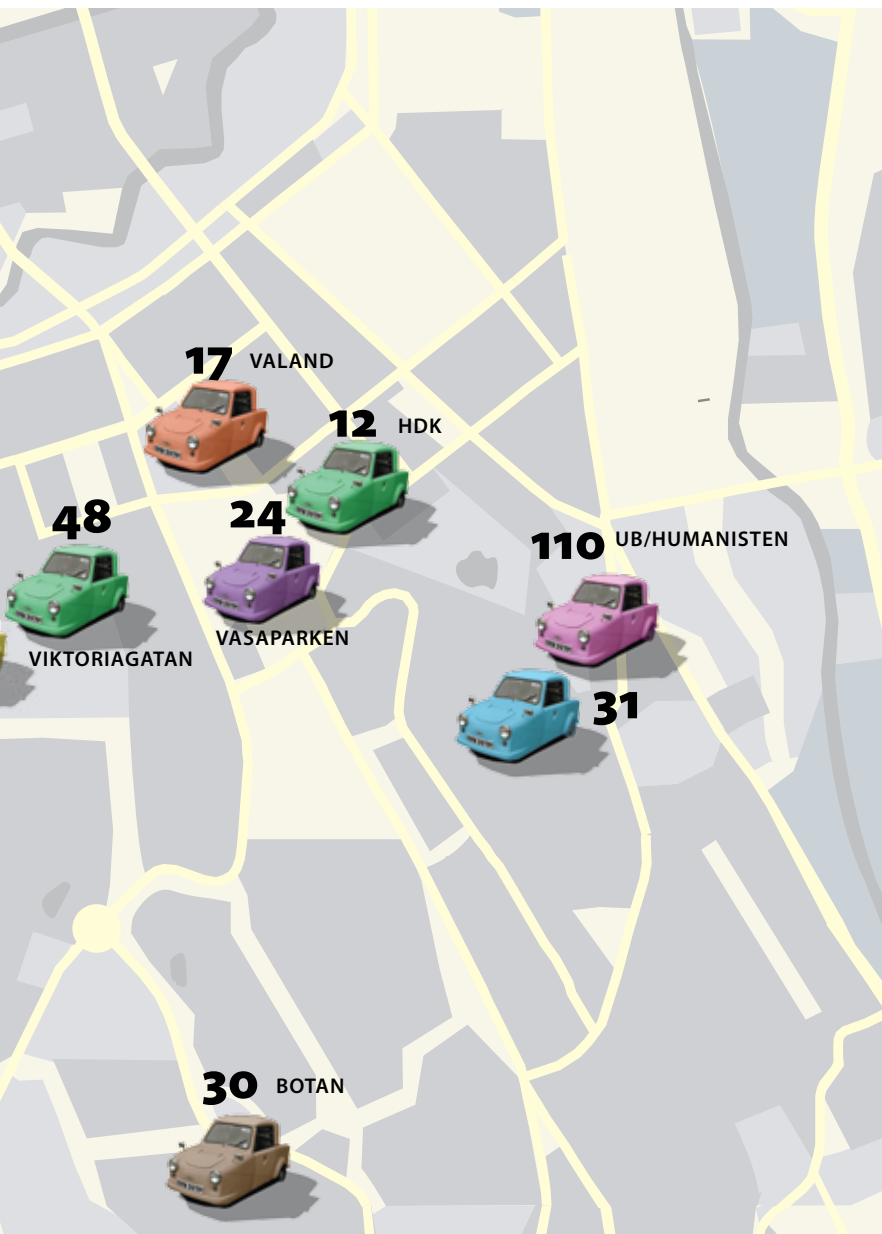 17 VALAND
12 HDK
48
24
110 UB/HUMANISTEN
VASAPARKEN
VIKTORIAGATAN
31
30 BOTAN